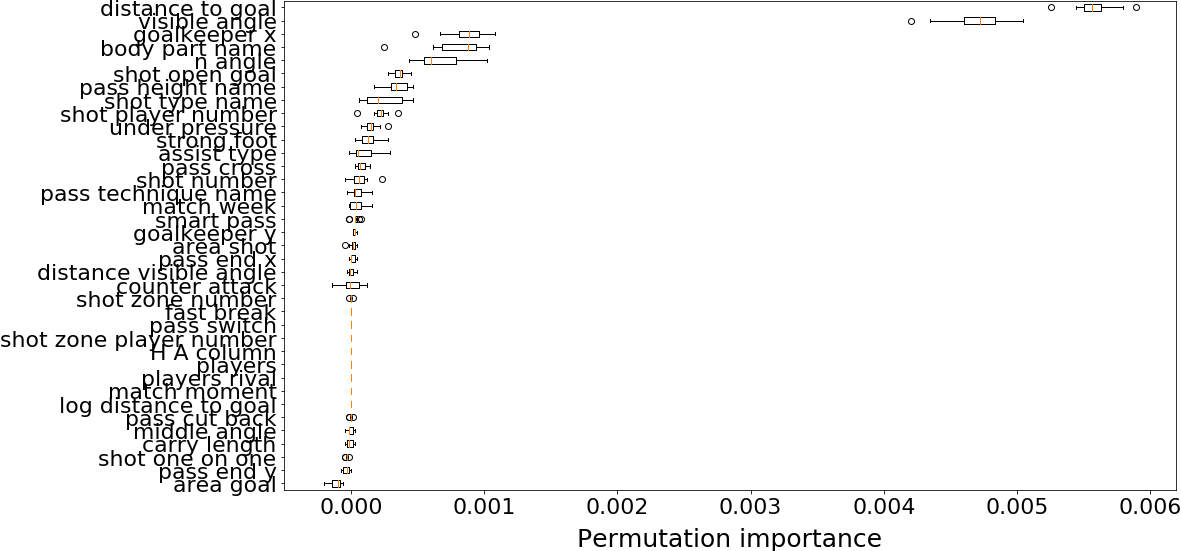 distance to goal
visible angle
goalkeeper x
body part name
n angle
shot open goal
pass height name
shot type name
shot player number
under pressure
strong foot
assist type
pass cross
shot number
pass technique name
match week
smart pass
goalkeeper y
area shot
pass end x
distance visible angle
counter attack
shot zone number
fast break
pass switch
shot zone player number
H A column
players
players rival
match moment
log distance to goal
pass cut back
middle angle
carry length
shot one on one
pass end y
area goal
0.000 0.001 0.002 0.003 0.004 0.005 0.006
Permutation importance